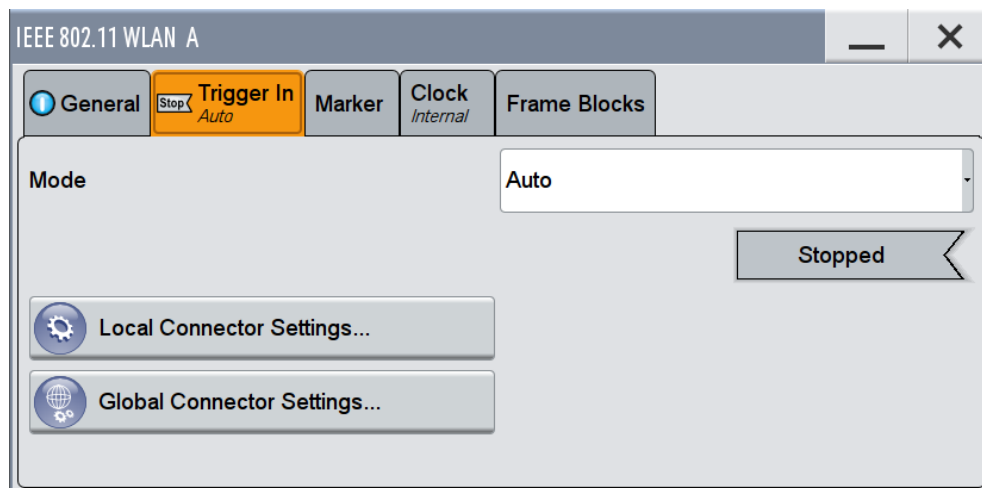 IEEE 802.11 WLAN A
General
Stop
Trigger In
Auto
Marker
Clock
Internal
Frame Blocks
Mode
Auto
Stopped
Local Connector Settings...
Global Connector Settings...